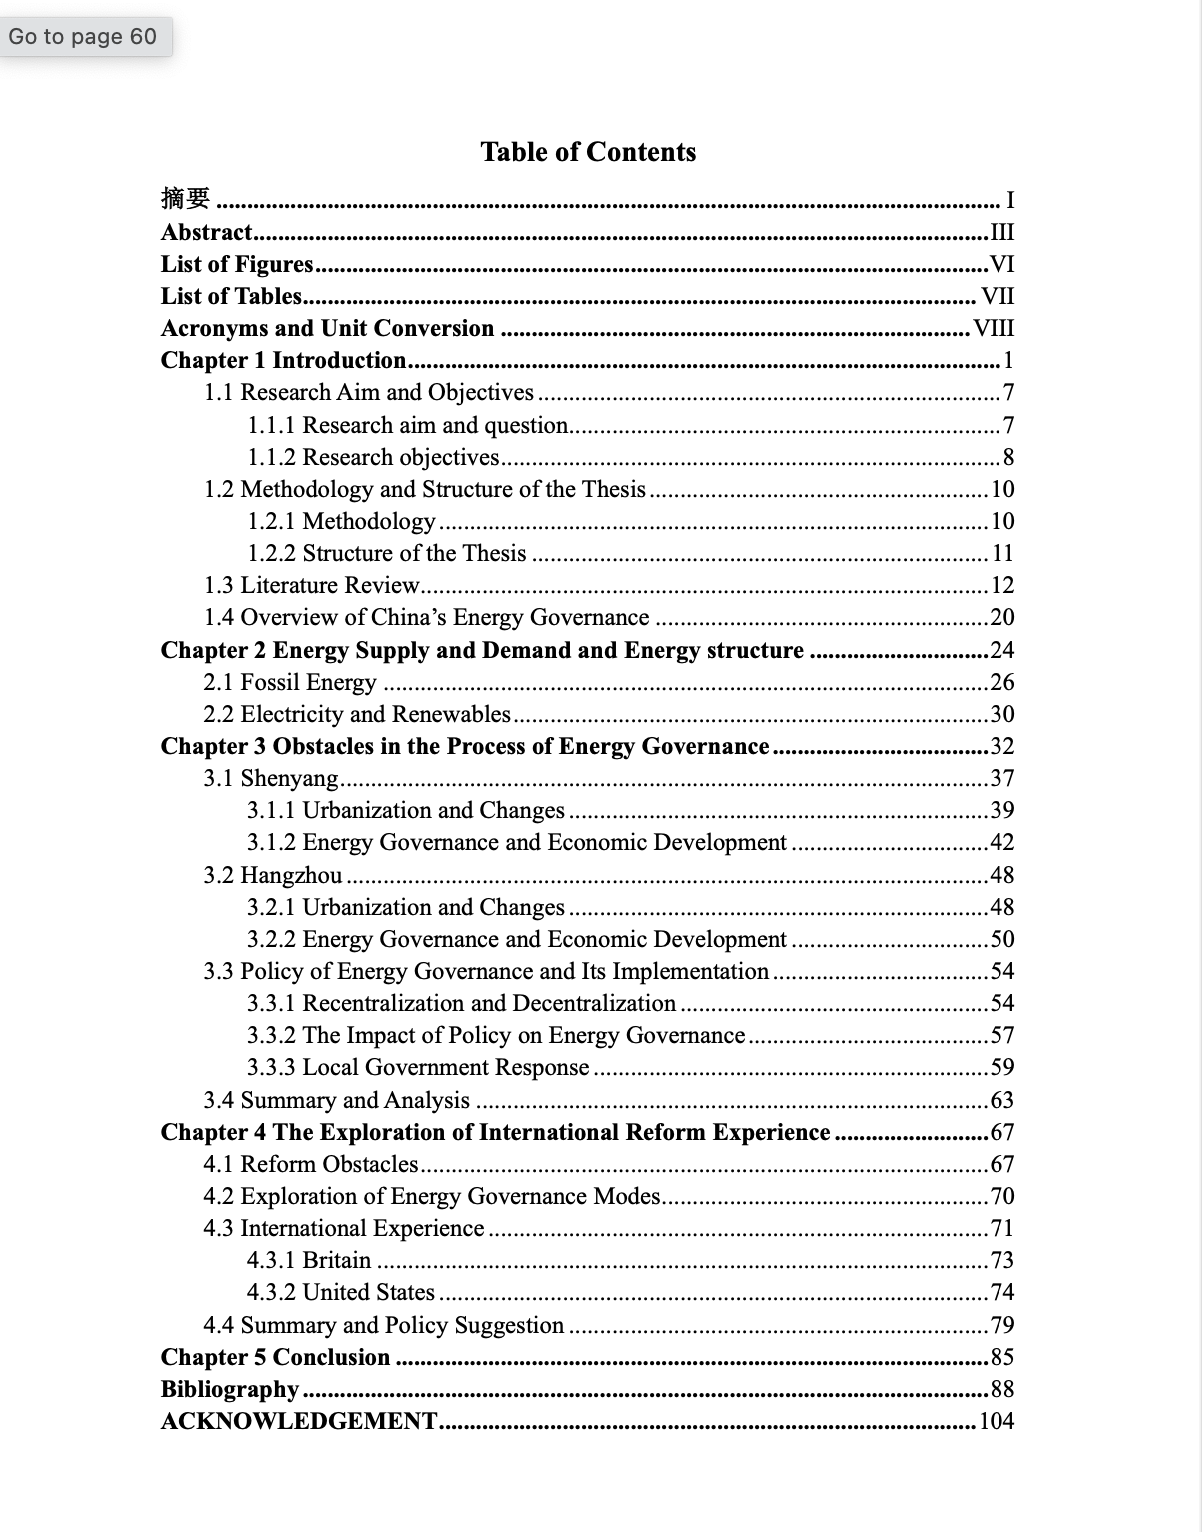 Go to page 60
Table of Contents
摘要 ........ I
Abstract ........ III
List of Figures ........ VI
List of Tables ........ VII
Acronyms and Unit Conversion ........ VIII
Chapter 1 Introduction ........ 1
1.1 Research Aim and Objectives ........ 7
1.1.1 Research aim and question ........ 7
1.1.2 Research objectives ........ 8
1.2 Methodology and Structure of the Thesis ........ 10
1.2.1 Methodology ........ 10
1.2.2 Structure of the Thesis ........ 11
1.3 Literature Review ........ 12
1.4 Overview of China’s Energy Governance ........ 20
Chapter 2 Energy Supply and Demand and Energy structure ........ 24
2.1 Fossil Energy ........ 26
2.2 Electricity and Renewables ........ 30
Chapter 3 Obstacles in the Process of Energy Governance ........ 32
3.1 Shenyang ........ 37
3.1.1 Urbanization and Changes ........ 39
3.1.2 Energy Governance and Economic Development ........ 42
3.2 Hangzhou ........ 48
3.2.1 Urbanization and Changes ........ 48
3.2.2 Energy Governance and Economic Development ........ 50
3.3 Policy of Energy Governance and Its Implementation ........ 54
3.3.1 Recentralization and Decentralization ........ 54
3.3.2 The Impact of Policy on Energy Governance ........ 57
3.3.3 Local Government Response ........ 59
3.4 Summary and Analysis ........ 63
Chapter 4 The Exploration of International Reform Experience ........ 67
4.1 Reform Obstacles ........ 67
4.2 Exploration of Energy Governance Modes ........ 70
4.3 International Experience ........ 71
4.3.1 Britain ........ 73
4.3.2 United States ........ 74
4.4 Summary and Policy Suggestion ........ 79
Chapter 5 Conclusion ........ 85
Bibliography ........ 88
ACKNOWLEDGEMENT ........ 104